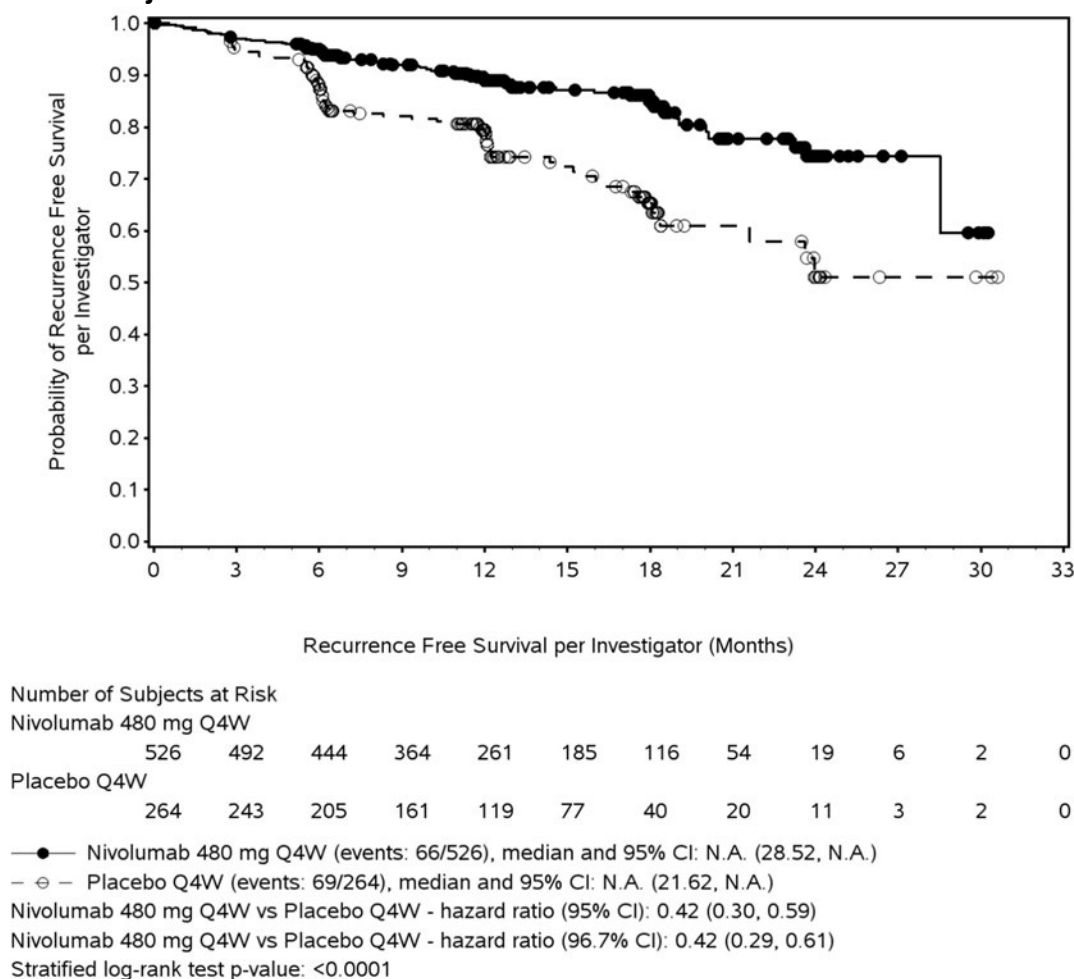 1.0
0.9
0.8
0.7
0.6
0.5
0.4
0.3
0.2
0.1
0.0
Probability of Recurrence Free Survival
per Investigator
0 3 6 9 12 15 18 21 24 27 30 33
Recurrence Free Survival per Investigator (Months)
Number of Subjects at Risk
Nivolumab 480 mg Q4W
526 492 444 364 261 185 116 54 19 6 2 0
Placebo Q4W
264 243 205 161 119 77 40 20 11 3 2 0
Nivolumab 480 mg Q4W (events: 66/526), median and 95% CI: N.A. (28.52, N.A.)
Placebo Q4W (events: 69/264), median and 95% CI: N.A. (21.62, N.A.)
Nivolumab 480 mg Q4W vs Placebo Q4W - hazard ratio (95% CI): 0.42 (0.30, 0.59)
Nivolumab 480 mg Q4W vs Placebo Q4W - hazard ratio (96.7% CI): 0.42 (0.29, 0.61)
Stratified log-rank test p-value: <0.0001